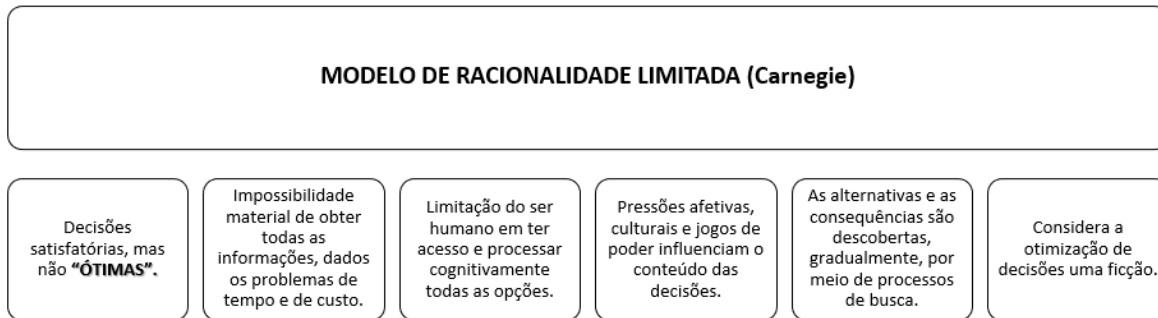 MODELO DE RACIONALIDADE LIMITADA (Carnegie)
Decisões
satisfatórias, mas
não “ÓTIMAS”.
Impossibilidade
material de obter
todas as
informações, dados
os problemas de
tempo e de custo.
Limitação do ser
humano em ter
acesso e processar
cognitivamente
todas as opções.
Pressões afetivas,
culturais e jogos de
poder influenciam o
conteúdo das
decisões.
As alternativas e as
consequências são
descobertas,
gradualmente, por
meio de processos
de busca.
Considera a
otimização de
decisões uma ficção.